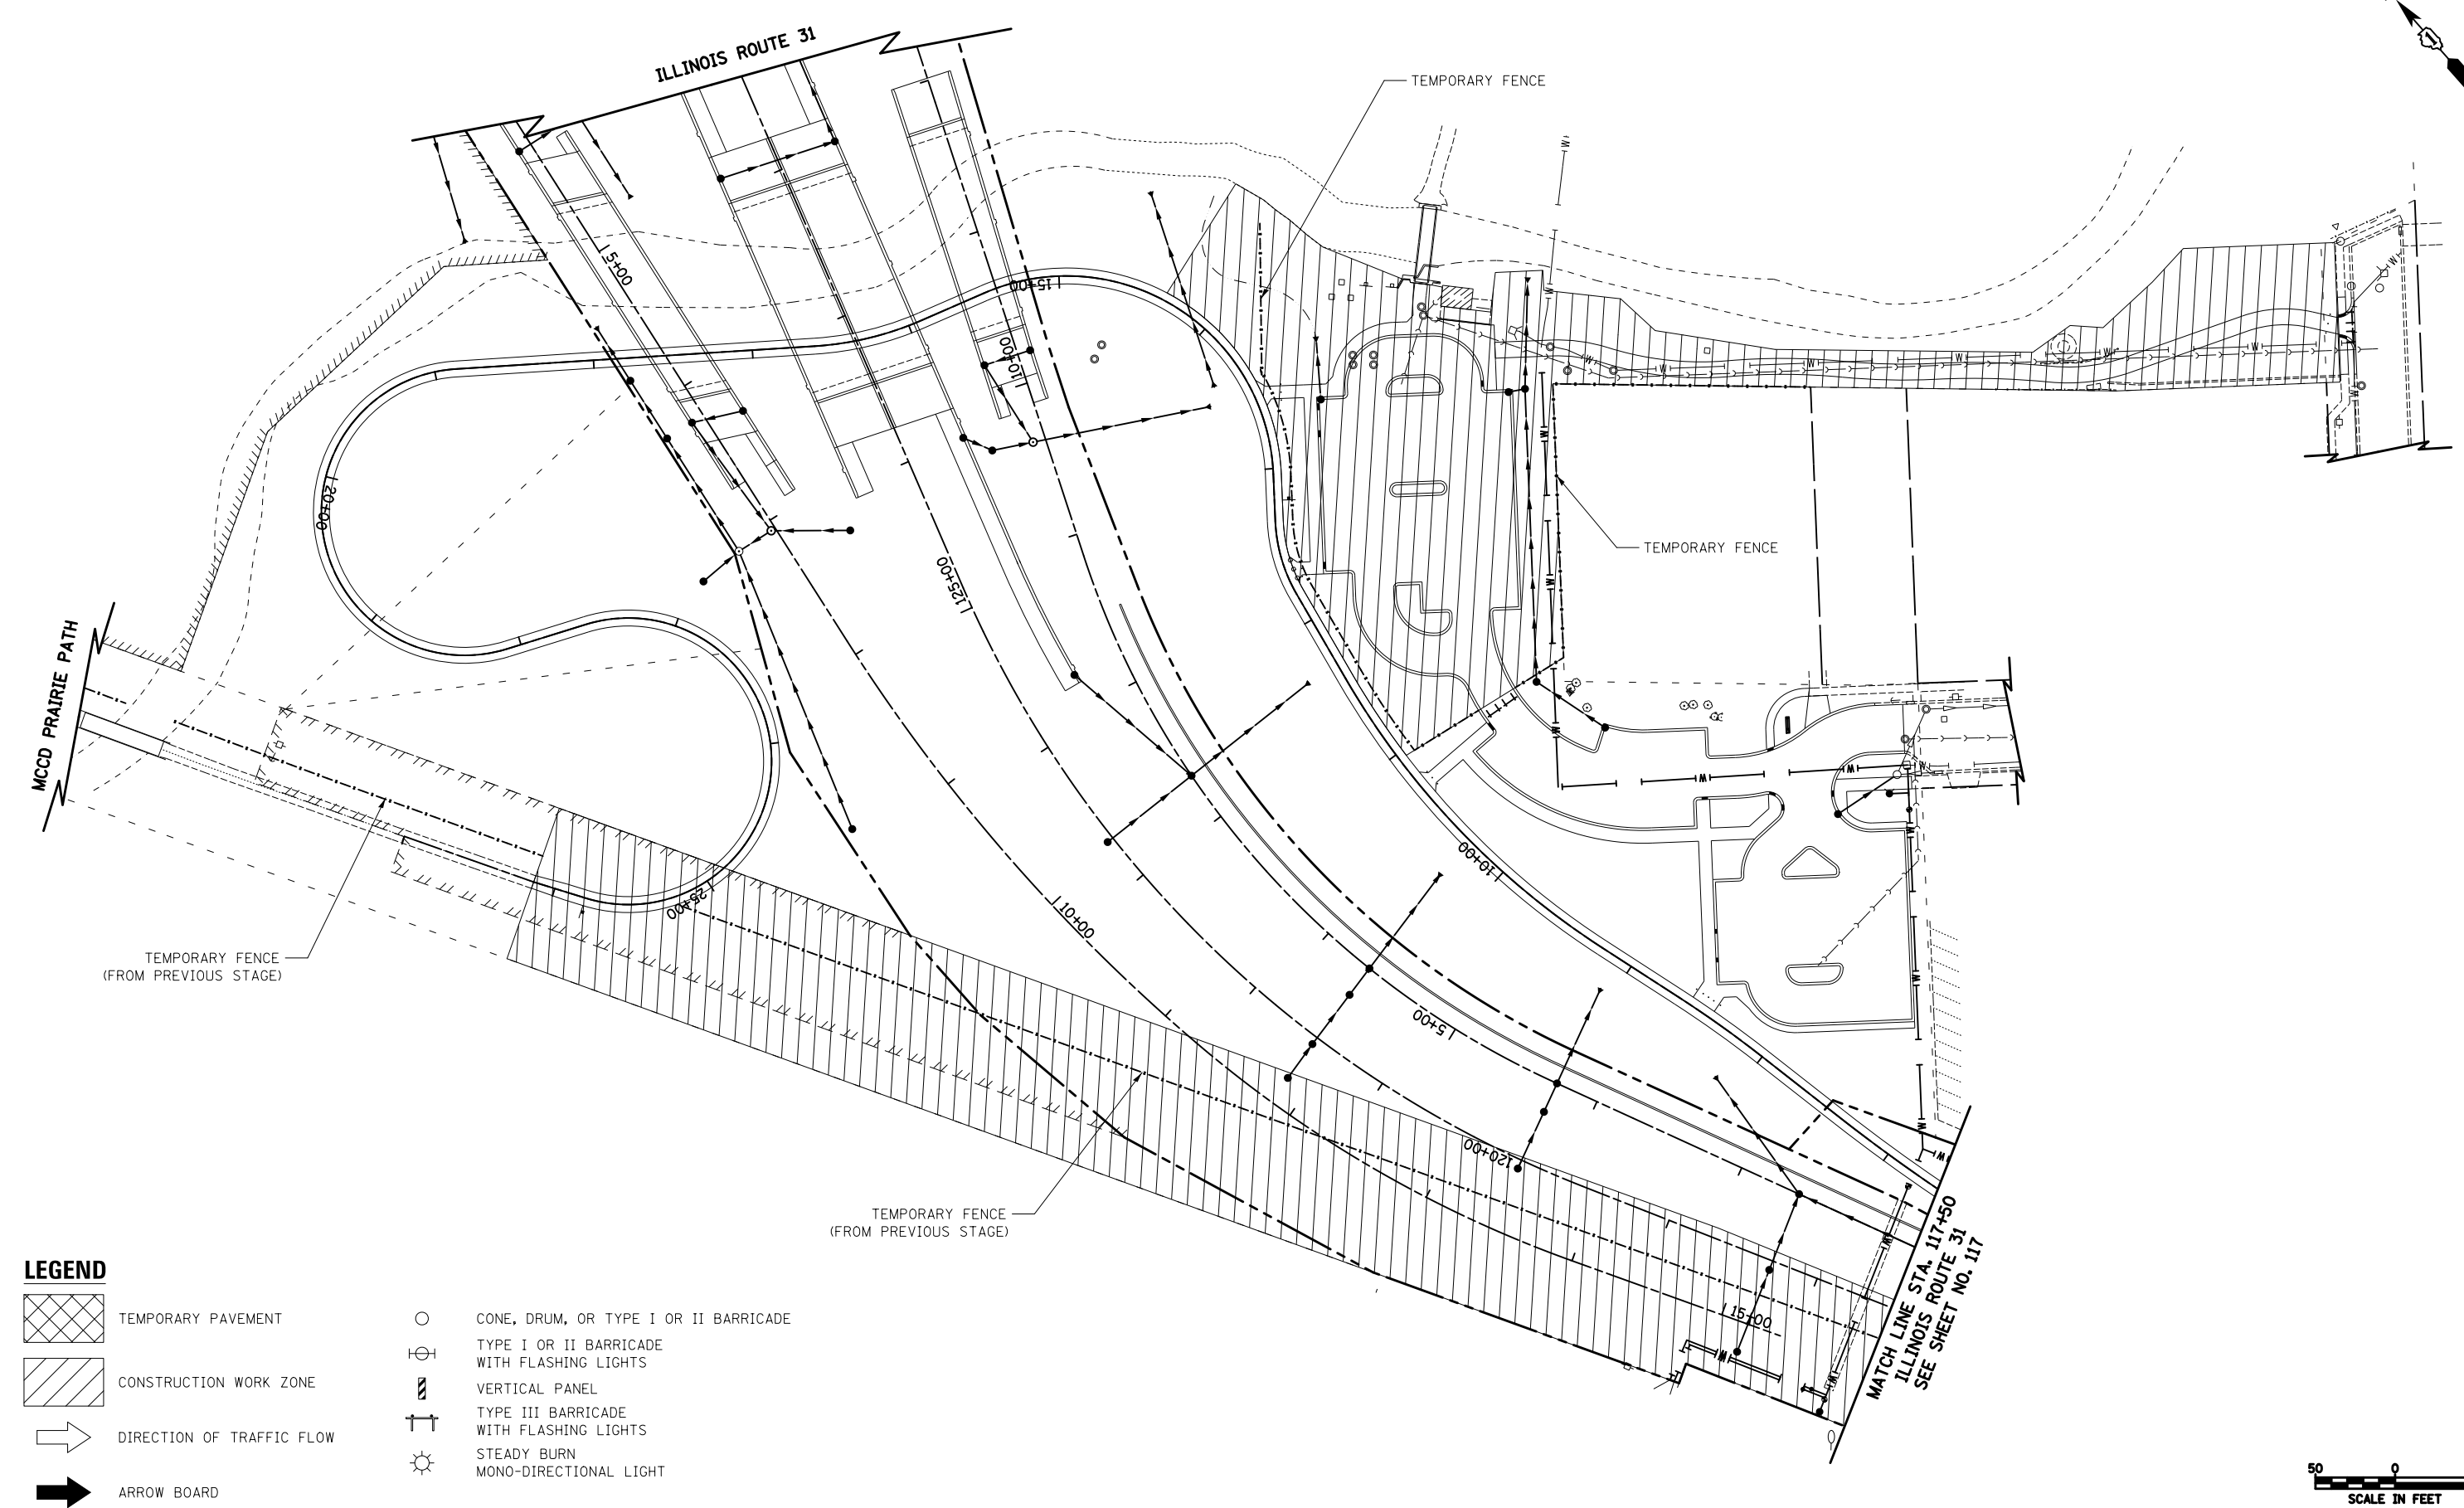 ILLINOIS ROUTE 31
TEMPORARY FENCE
15+00
15+00
10+00
20+00
125+00
TEMPORARY FENCE
MCCD PRAIRIE PATH
10+00
25+00
110+00
5+00
TEMPORARY FENCE
(FROM PREVIOUS STAGE)
120+00
TEMPORARY FENCE
(FROM PREVIOUS STAGE)
15+00
MATCH LINE STA. 117+50
ILLINOIS ROUTE 31
SEE SHEET NO. 117
LEGEND
TEMPORARY PAVEMENT
CONSTRUCTION WORK ZONE
DIRECTION OF TRAFFIC FLOW
ARROW BOARD
CONE, DRUM, OR TYPE I OR II BARRICADE
TYPE I OR II BARRICADE
WITH FLASHING LIGHTS
VERTICAL PANEL
TYPE III BARRICADE
WITH FLASHING LIGHTS
STEADY BURN
MONO-DIRECTIONAL LIGHT
50 0
SCALE IN FEET